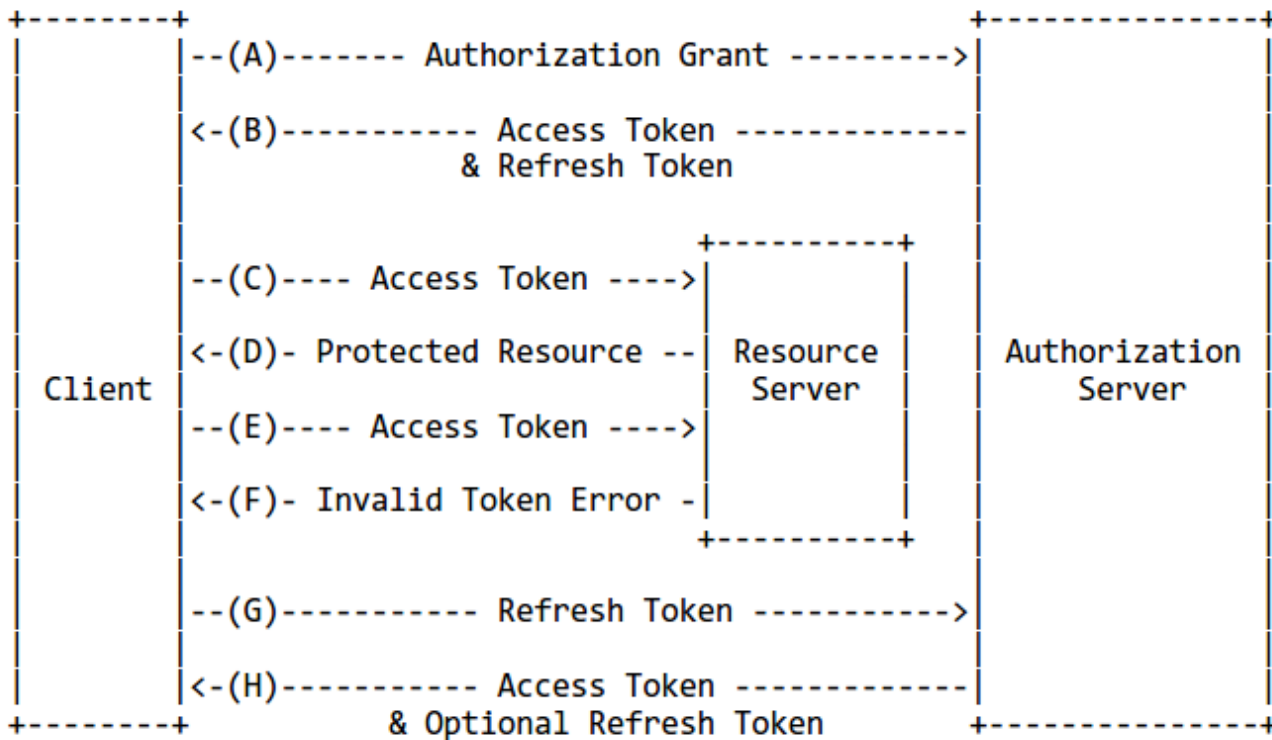 +--------+                                           +---------------+
|        |--(A)------- Authorization Grant --------->|               |
|        |                                           |               |
|        |<-(B)----------- Access Token -------------|               |
|        |               & Refresh Token             |               |
|        |                                           |               |
|        |                            +----------+   |               |
|        |--(C)---- Access Token ---->|          |   |               |
|        |                            |          |   |               |
|        |<-(D)- Protected Resource --| Resource |   | Authorization |
| Client |                            |  Server  |   |     Server    |
|        |--(E)---- Access Token ---->|          |   |               |
|        |                            |          |   |               |
|        |<-(F)- Invalid Token Error -|          |   |               |
|        |                            +----------+   |               |
|        |                                           |               |
|        |--(G)----------- Refresh Token ----------->|               |
|        |                                           |               |
|        |<-(H)----------- Access Token -------------|               |
+--------+           & Optional Refresh Token        +---------------+